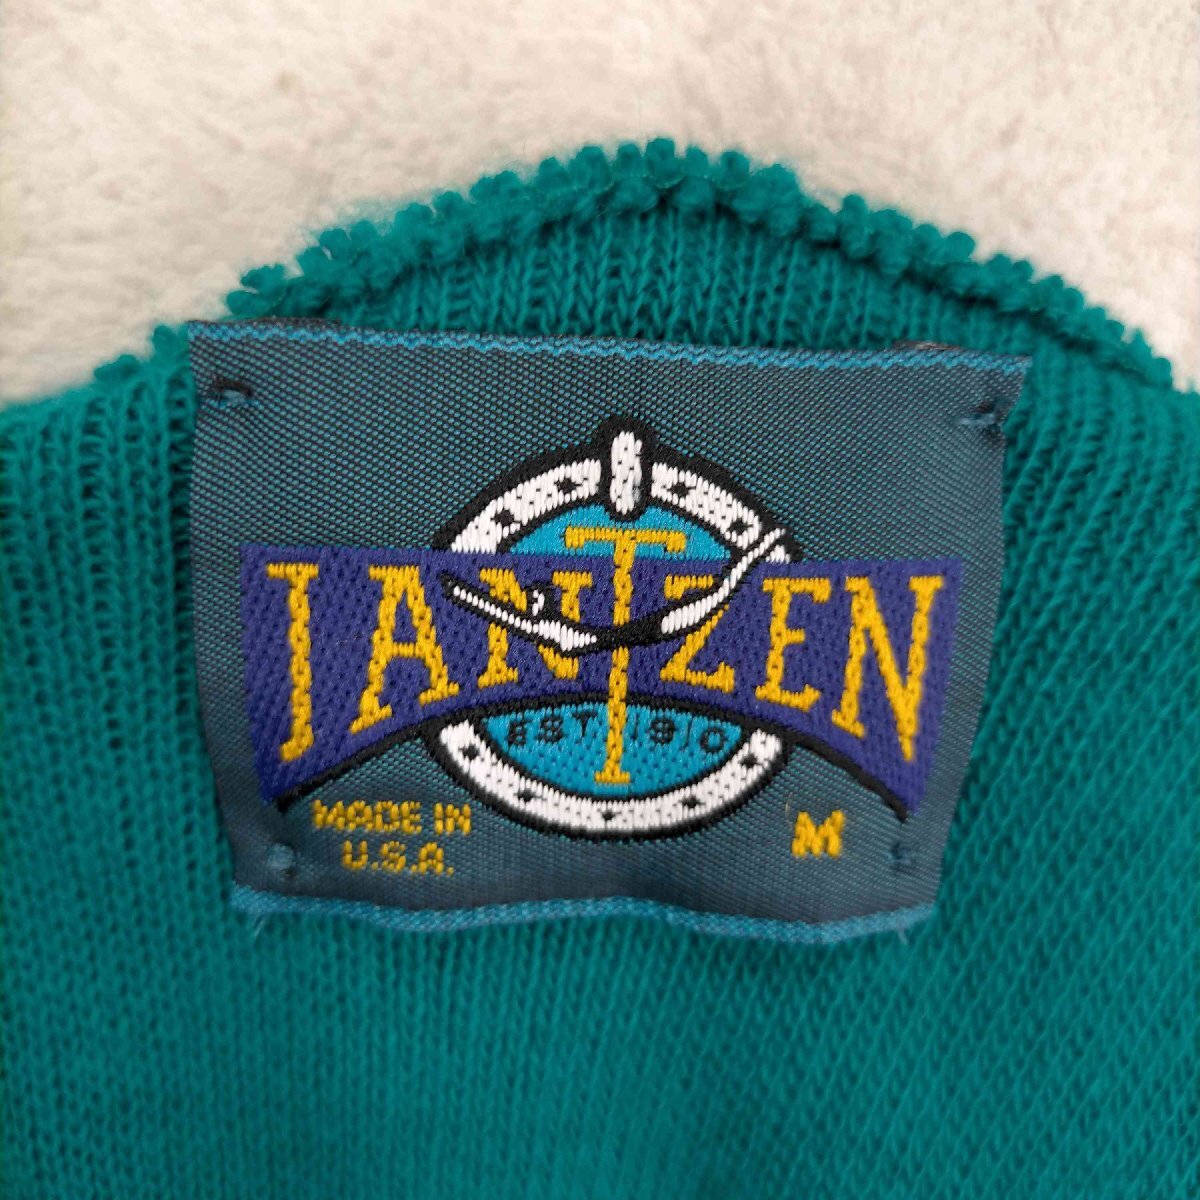 JANTZEN
EST. 1910
MADE IN
U.S.A.
M